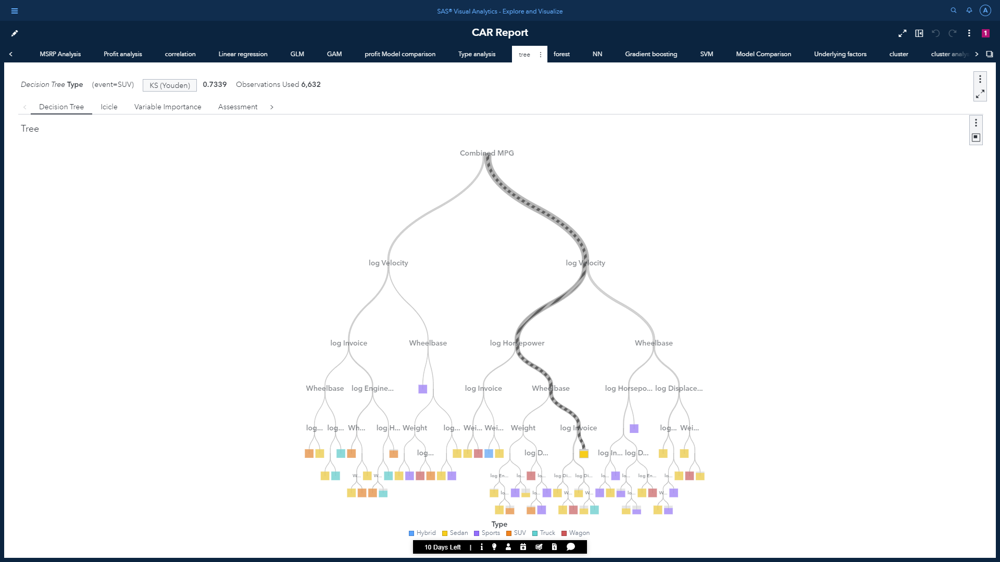 SAS® Visual Analytics - Explore and Visualize
A
CAR Report
1
MSRP Analysis Profit analysis correlation Linear regression GLM GAM profit Model comparison Type analysis tree forest NN Gradient boosting SVM Model Comparison Underlying factors cluster cluster analy
Decision Tree Type (event=SUV) KS (Youden) 0.7339 Observations Used 6,632
Decision Tree Icicle Variable Importance Assessment
Tree
Combined MPG
log Velocity log Velocity
log Invoice Wheelbase log Horsepower Wheelbase
Wheelbase log Engine... log Invoice Wheelbase log Horsepo... log Displace...
log... log... Wh... log H... Weight log... Wei... Wei... Weight log Invoice log... Wei...
log... log D... log In... log D...
W... W... log En... lo... lo... log Di... log Di... lo... lo... log En... lo...
lo... lo... W... W... lo... W...
Type
Hybrid Sedan Sports SUV Truck Wagon
10 Days Left |